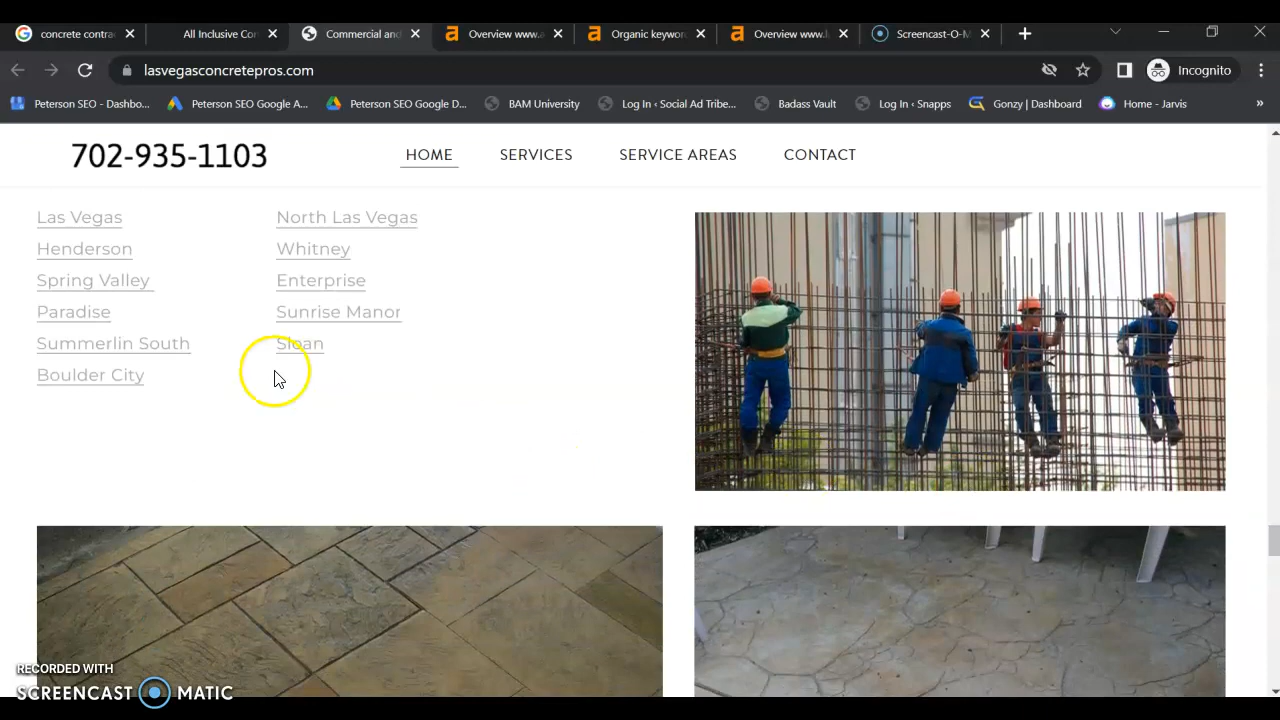 concrete contra
All Inclusive Con
Commercial and
Overview www.a
Organic keywor
Overview www.l
Screencast-O-M
lasvegasconcretepros.com
Incognito
Peterson SEO - Dashbo...
Peterson SEO Google A...
Peterson SEO Google D...
BAM University
Log In ‹ Social Ad Tribe...
Badass Vault
Log In ‹ Snapps
Gonzy | Dashboard
Home - Jarvis
»
702-935-1103
HOME
SERVICES
SERVICE AREAS
CONTACT
Las Vegas
North Las Vegas
Henderson
Whitney
Spring Valley
Enterprise
Paradise
Sunrise Manor
Summerlin South
Sloan
Boulder City
RECORDED WITH
SCREENCAST MATIC